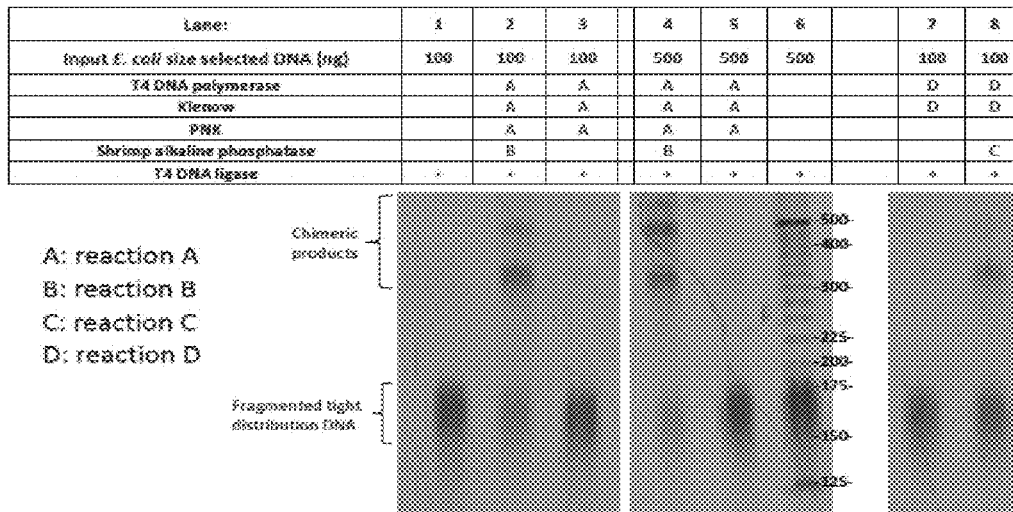 Lane: 1 2 3 4 5 6 7 8
Input E. coli size selected DNA (ng) 100 100 100 500 500 500 100 100
T4 DNA polymerase A A A A D D
Klenow A A A A D D
PNK A A A A
Shrimp alkaline phosphatase B B C
T4 DNA ligase + + + + + + + +
Chimeric
products
A: reaction A
B: reaction B
C: reaction C
D: reaction D
Fragmented tight
distribution DNA
-500-
-400-
-300-
-225-
-200-
-175-
-150-
-125-